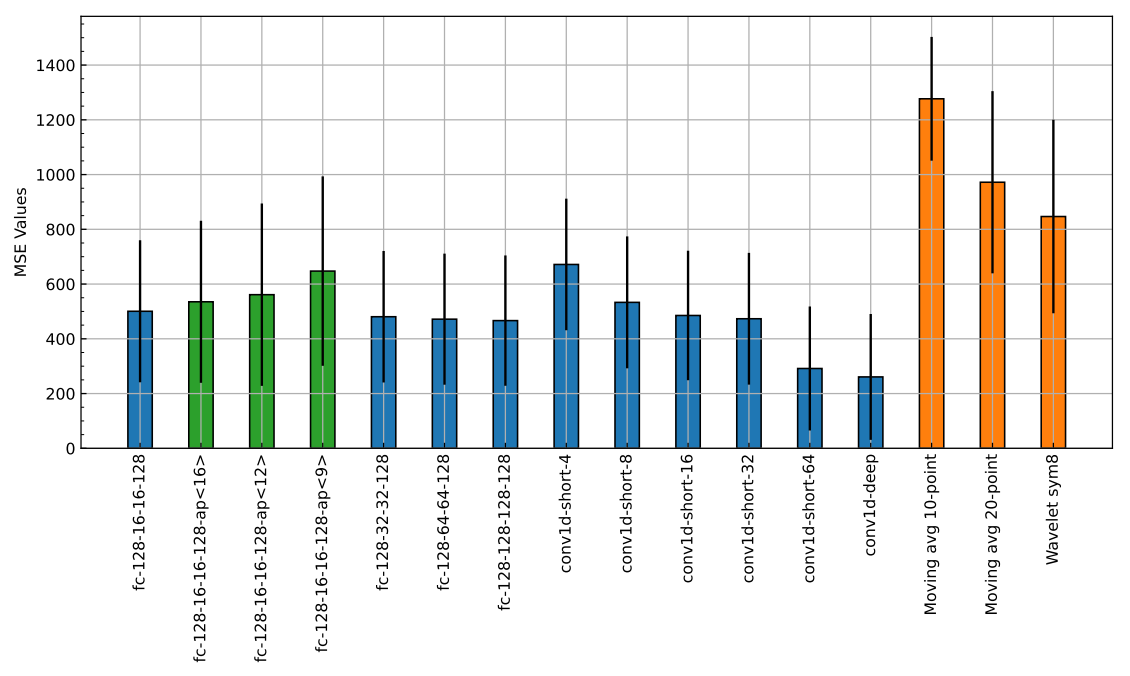 MSE Values
1400
1200
1000
800
600
400
200
0
fc-128-16-16-128
fc-128-16-16-128-ap<16>
fc-128-16-16-128-ap<12>
fc-128-16-16-128-ap<9>
fc-128-32-32-128
fc-128-64-64-128
fc-128-128-128-128
conv1d-short-4
conv1d-short-8
conv1d-short-16
conv1d-short-32
conv1d-short-64
conv1d-deep
Moving avg 10-point
Moving avg 20-point
Wavelet sym8